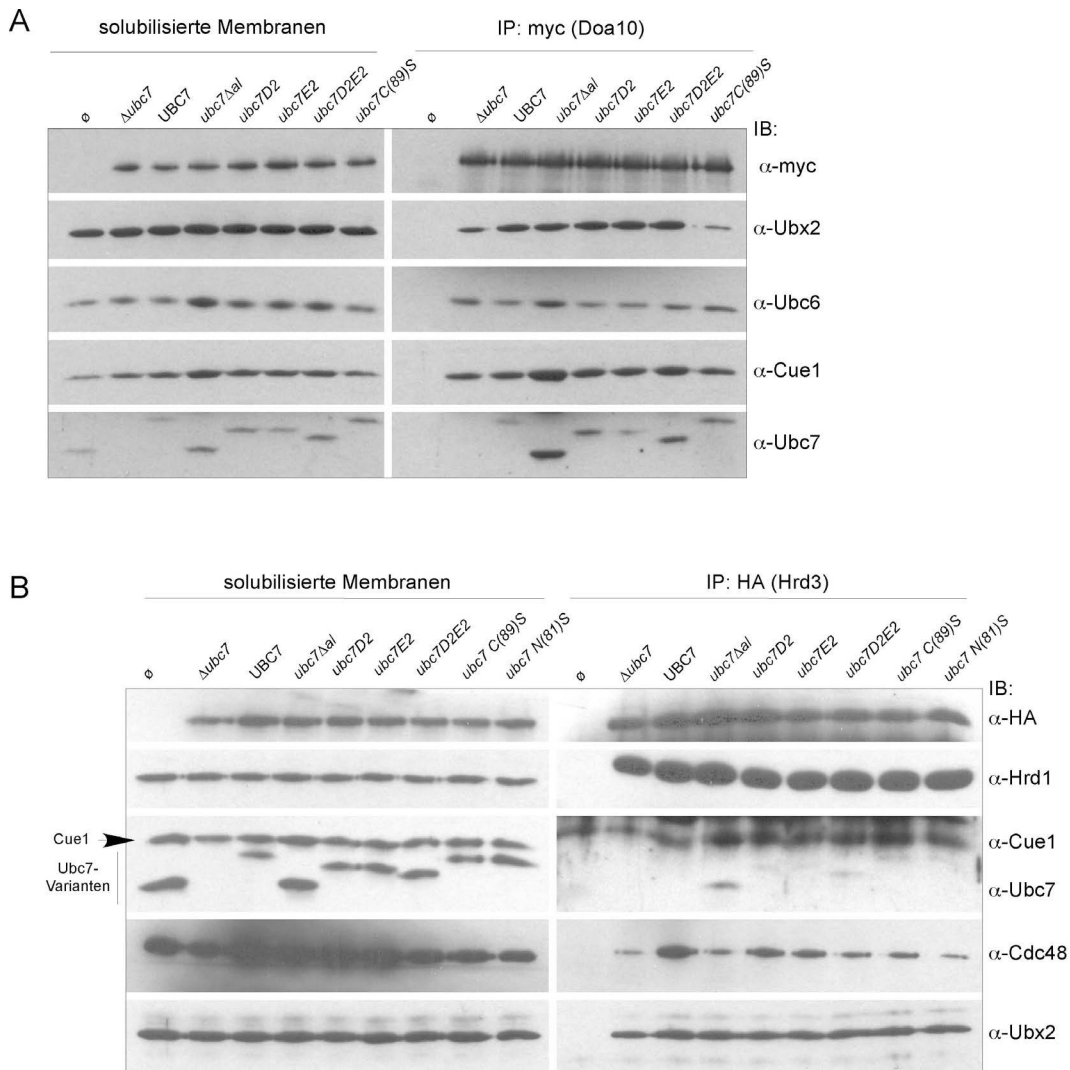 A
solubilisierte Membranen
IP: myc (Doa10)
ø
Δubc7
UBC7
ubc7Δal
ubc7D2
ubc7E2
ubc7D2E2
ubc7C(89)S
ø
Δubc7
UBC7
ubc7Δal
ubc7D2
ubc7E2
ubc7D2E2
ubc7C(89)S
IB:
α-myc
α-Ubx2
α-Ubc6
α-Cue1
α-Ubc7
B
solubilisierte Membranen
IP: HA (Hrd3)
ø
Δubc7
UBC7
ubc7Δal
ubc7D2
ubc7E2
ubc7D2E2
ubc7 C(89)S
ubc7 N(81)S
ø
Δubc7
UBC7
ubc7Δal
ubc7D2
ubc7E2
ubc7D2E2
ubc7 C(89)S
ubc7 N(81)S
IB:
α-HA
α-Hrd1
Cue1
α-Cue1
Ubc7-
Varianten
α-Ubc7
α-Cdc48
α-Ubx2